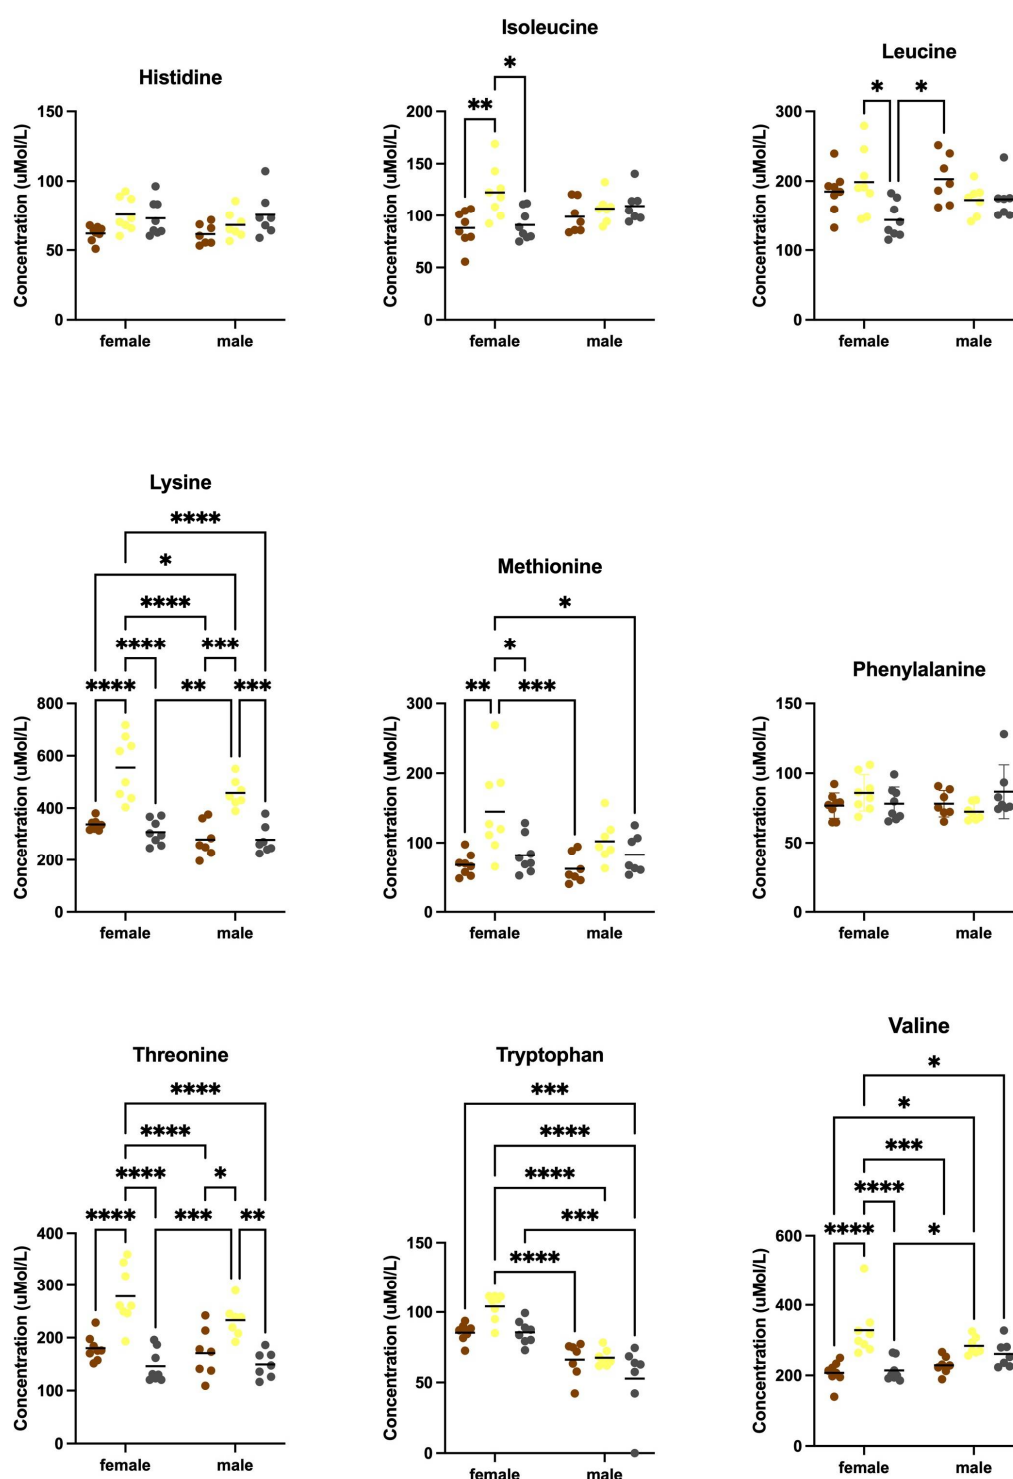 Histidine
Concentration (uMol/L)
150
100
50
0
female male
Isoleucine
*
**
Concentration (uMol/L)
200
150
100
50
0
female male
Leucine
* *
Concentration (uMol/L)
300
200
100
0
female male
Lysine
****
*
****
**** ***
**** ** ***
Concentration (uMol/L)
800
600
400
200
0
female male
Methionine
*
*
** ***
Concentration (uMol/L)
300
200
100
0
female male
Phenylalanine
Concentration (uMol/L)
150
100
50
0
female male
Threonine
****
****
**** *
**** *** **
Concentration (uMol/L)
400
300
200
100
0
female male
Tryptophan
***
****
****
***
****
Concentration (uMol/L)
150
100
50
0
female male
Valine
*
*
***
****
**** *
Concentration (uMol/L)
600
400
200
0
female male